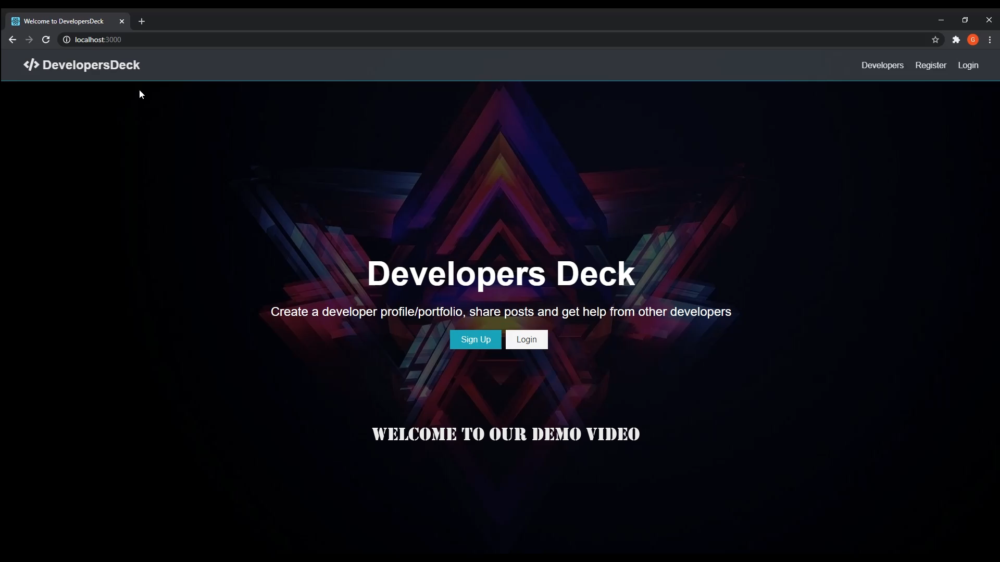 Welcome to DevelopersDeck
localhost:3000
G
</> DevelopersDeck
Developers Register Login
Developers Deck
Create a developer profile/portfolio, share posts and get help from other developers
Sign Up Login
WELCOME TO OUR DEMO VIDEO